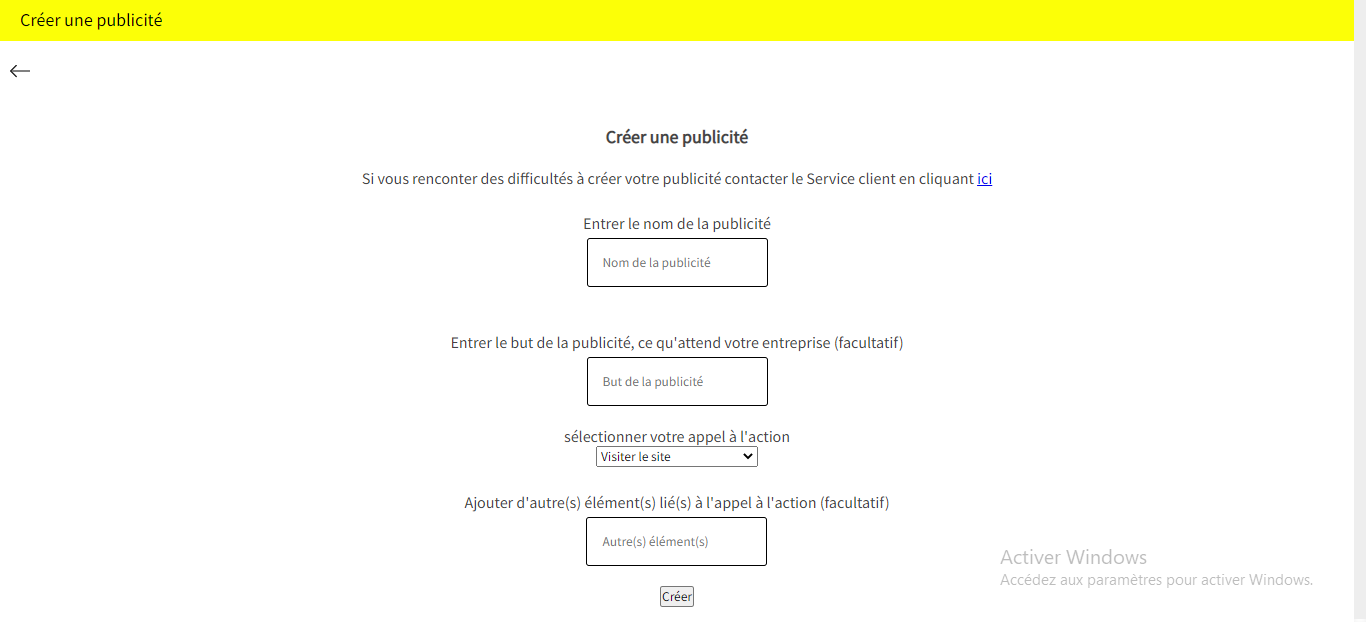 Créer une publicité
Créer une publicité
Si vous renconter des difficultés à créer votre publicité contacter le Service client en cliquant ici
Entrer le nom de la publicité
Nom de la publicité
Entrer le but de la publicité, ce qu'attend votre entreprise (facultatif)
But de la publicité
sélectionner votre appel à l'action
Visiter le site
Ajouter d'autre(s) élément(s) lié(s) à l'appel à l'action (facultatif)
Autre(s) élément(s)
Activer Windows
Accédez aux paramètres pour activer Windows.
Créer